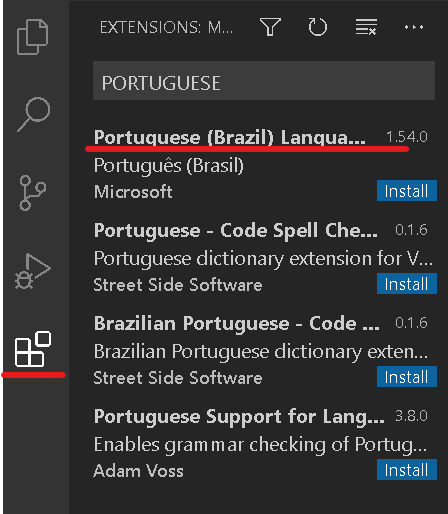 EXTENSIONS: M...
PORTUGUESE
Portuguese (Brazil) Langua... 1.54.0
Português (Brasil)
Microsoft Install
Portuguese - Code Spell Che... 0.1.6
Portuguese dictionary extension for V...
Street Side Software Install
Brazilian Portuguese - Code ... 0.1.6
Brazilian Portuguese dictionary exten...
Street Side Software Install
Portuguese Support for Lang... 3.8.0
Enables grammar checking of Portug...
Adam Voss Install